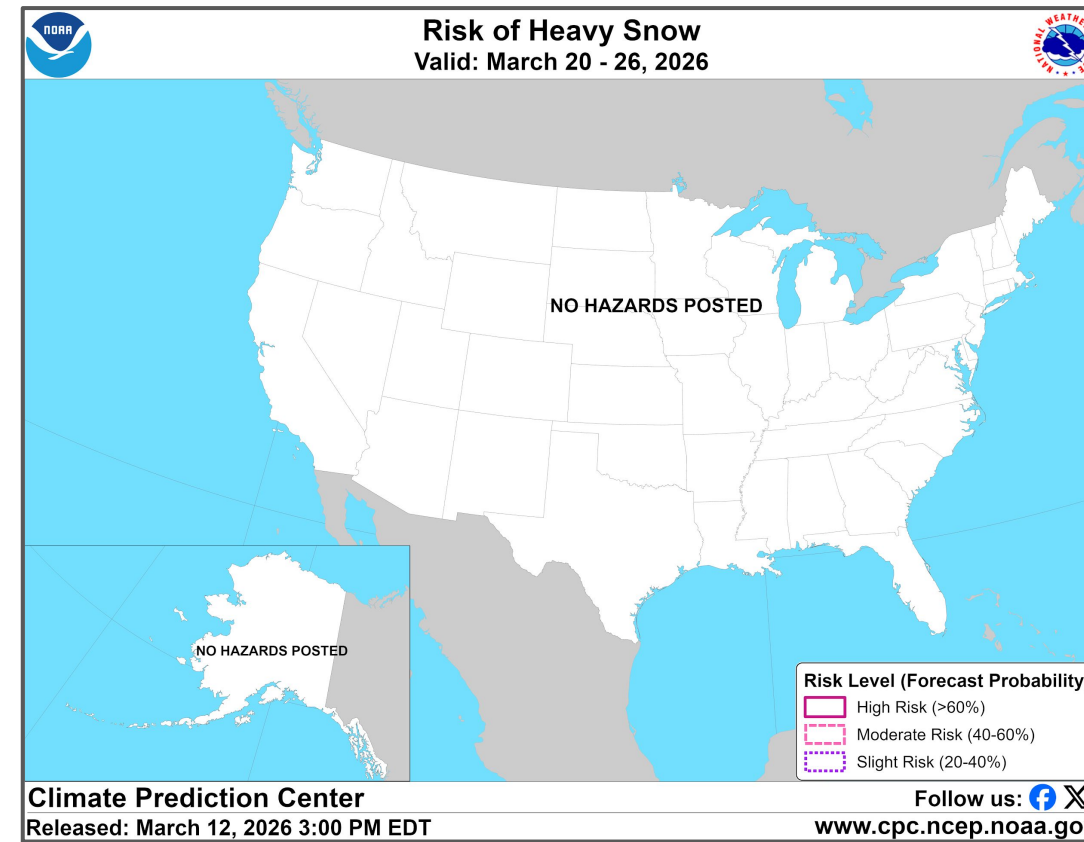 NOAA
Risk of Heavy Snow
Valid: March 20 - 26, 2026
NO HAZARDS POSTED
NO HAZARDS POSTED
Risk Level (Forecast Probability
High Risk (>60%)
Moderate Risk (40-60%)
Slight Risk (20-40%)
Climate Prediction Center
Follow us:
Released: March 12, 2026 3:00 PM EDT
www.cpc.ncep.noaa.go